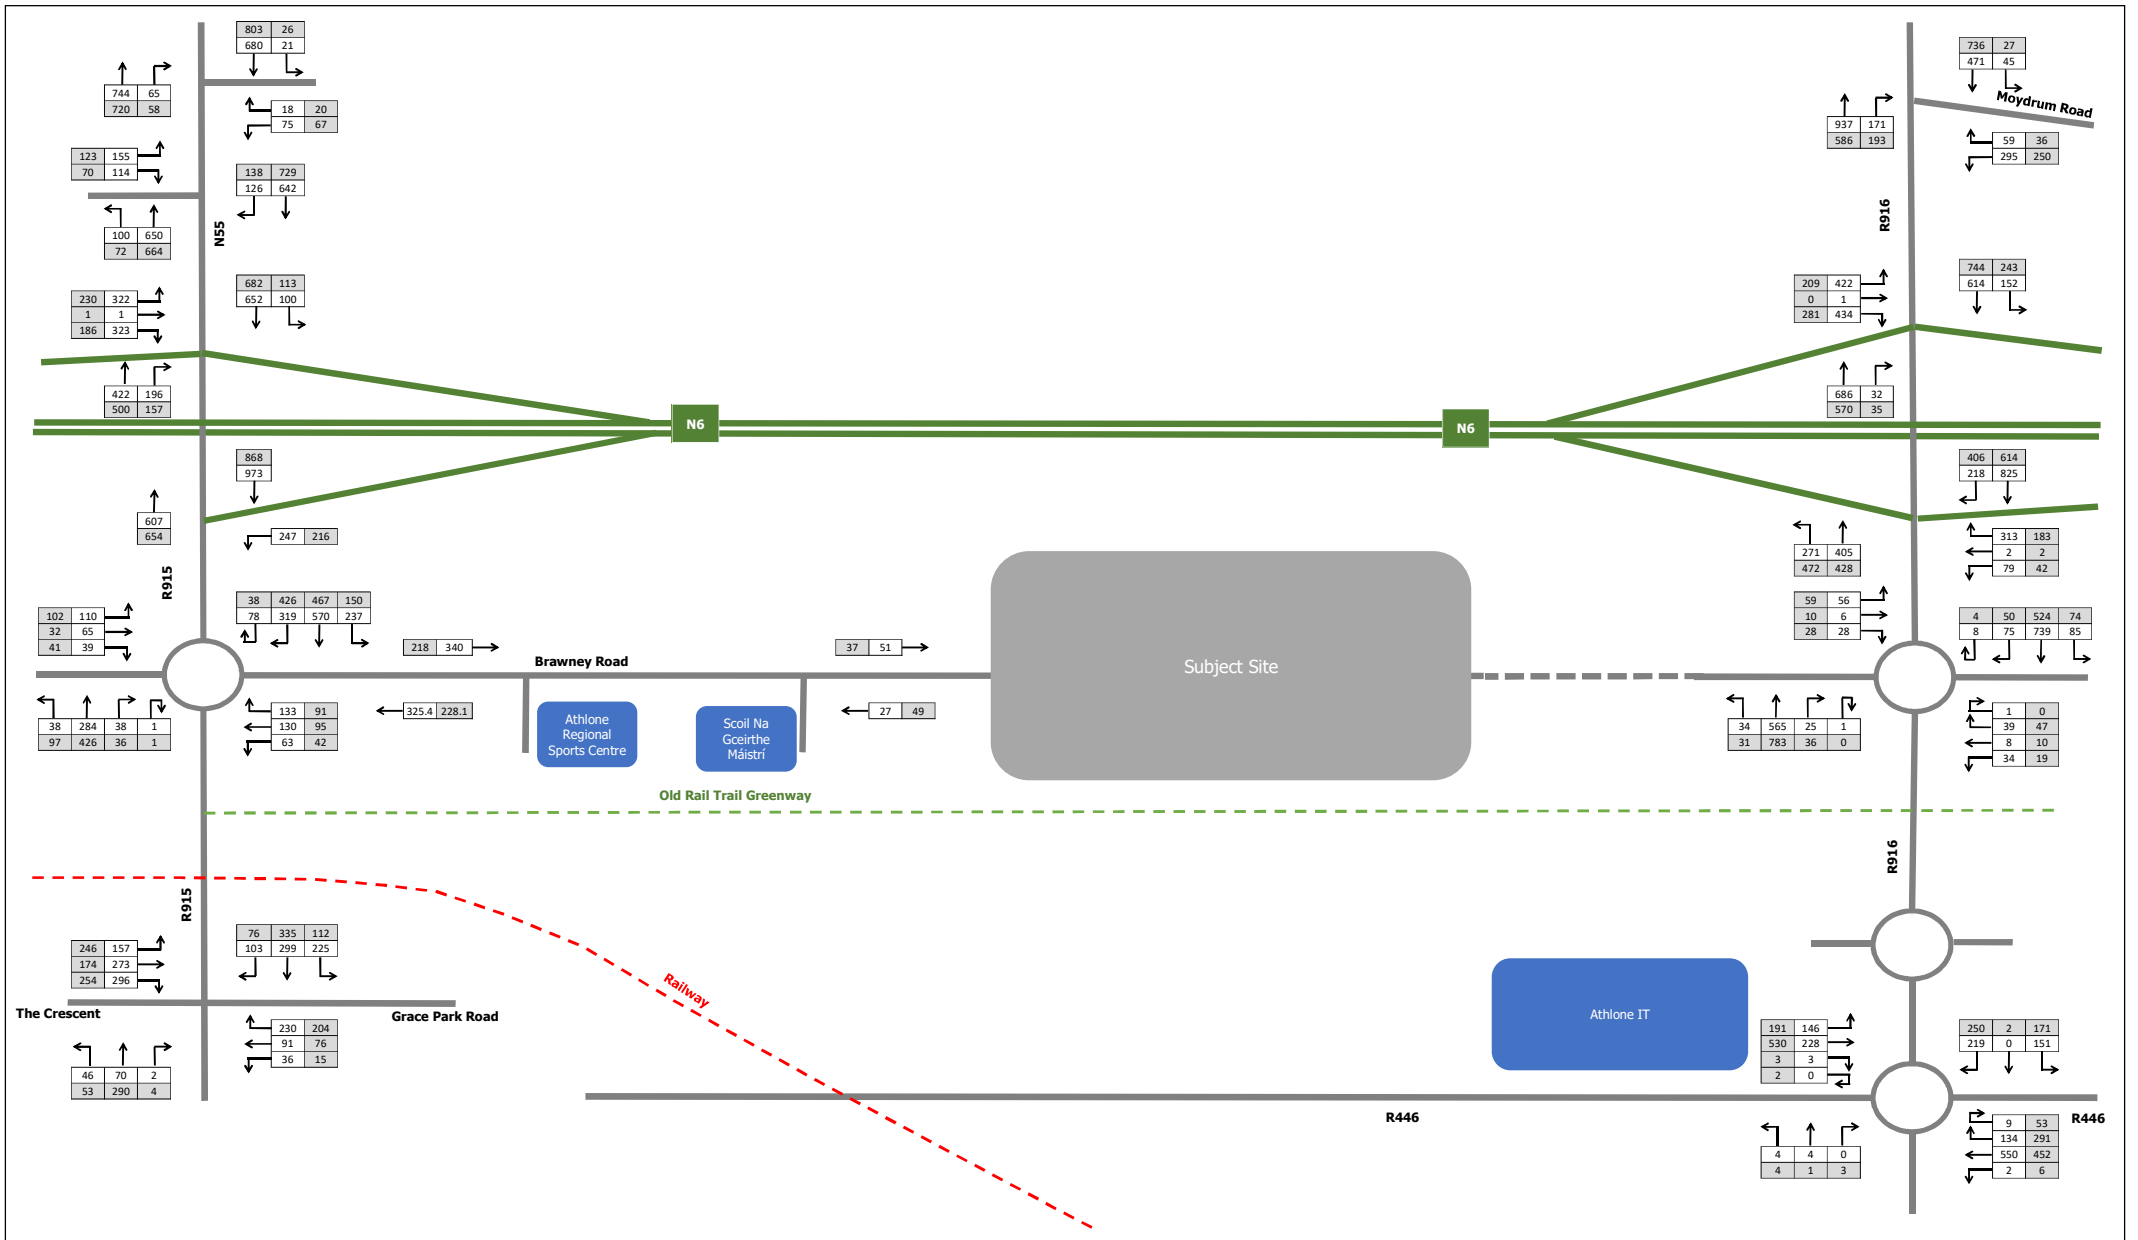 803 26
680 21
744 65
720 58
18 20
75 67
123 155
70 114
138 729
126 642
100 650
72 664
N55
682 113
652 100
230 322
1 1
186 323
422 196
500 157
N6
N6
868
973
607
654
247 216
R915
38 426 467 150
78 319 570 237
102 110
32 65
41 39
218 340
Brawney Road
37 51
Subject Site
38 284 38 1
97 426 36 1
133 91
130 95
63 42
325.4 228.1
Athlone
Regional
Sports Centre
Scoil Na
Gceirthe
Máistrí
27 49
Old Rail Trail Greenway
R915
76 335 112
103 299 225
246 157
174 273
254 296
The Crescent
Grace Park Road
230 204
91 76
36 15
46 70 2
53 290 4
Railway
736 27
471 45
Moydrum Road
937 171
586 193
59 36
295 250
R916
744 243
614 152
209 422
0 1
281 434
686 32
570 35
406 614
218 825
271 405
472 428
313 183
2 2
79 42
59 56
10 6
28 28
4 50 524 74
8 75 739 85
34 565 25 1
31 783 36 0
1 0
39 47
8 10
34 19
R916
Athlone IT
191 146
530 228
3 3
2 0
250 2 171
219 0 151
R446
R446
4 4 0
4 1 3
9 53
134 291
550 452
2 6